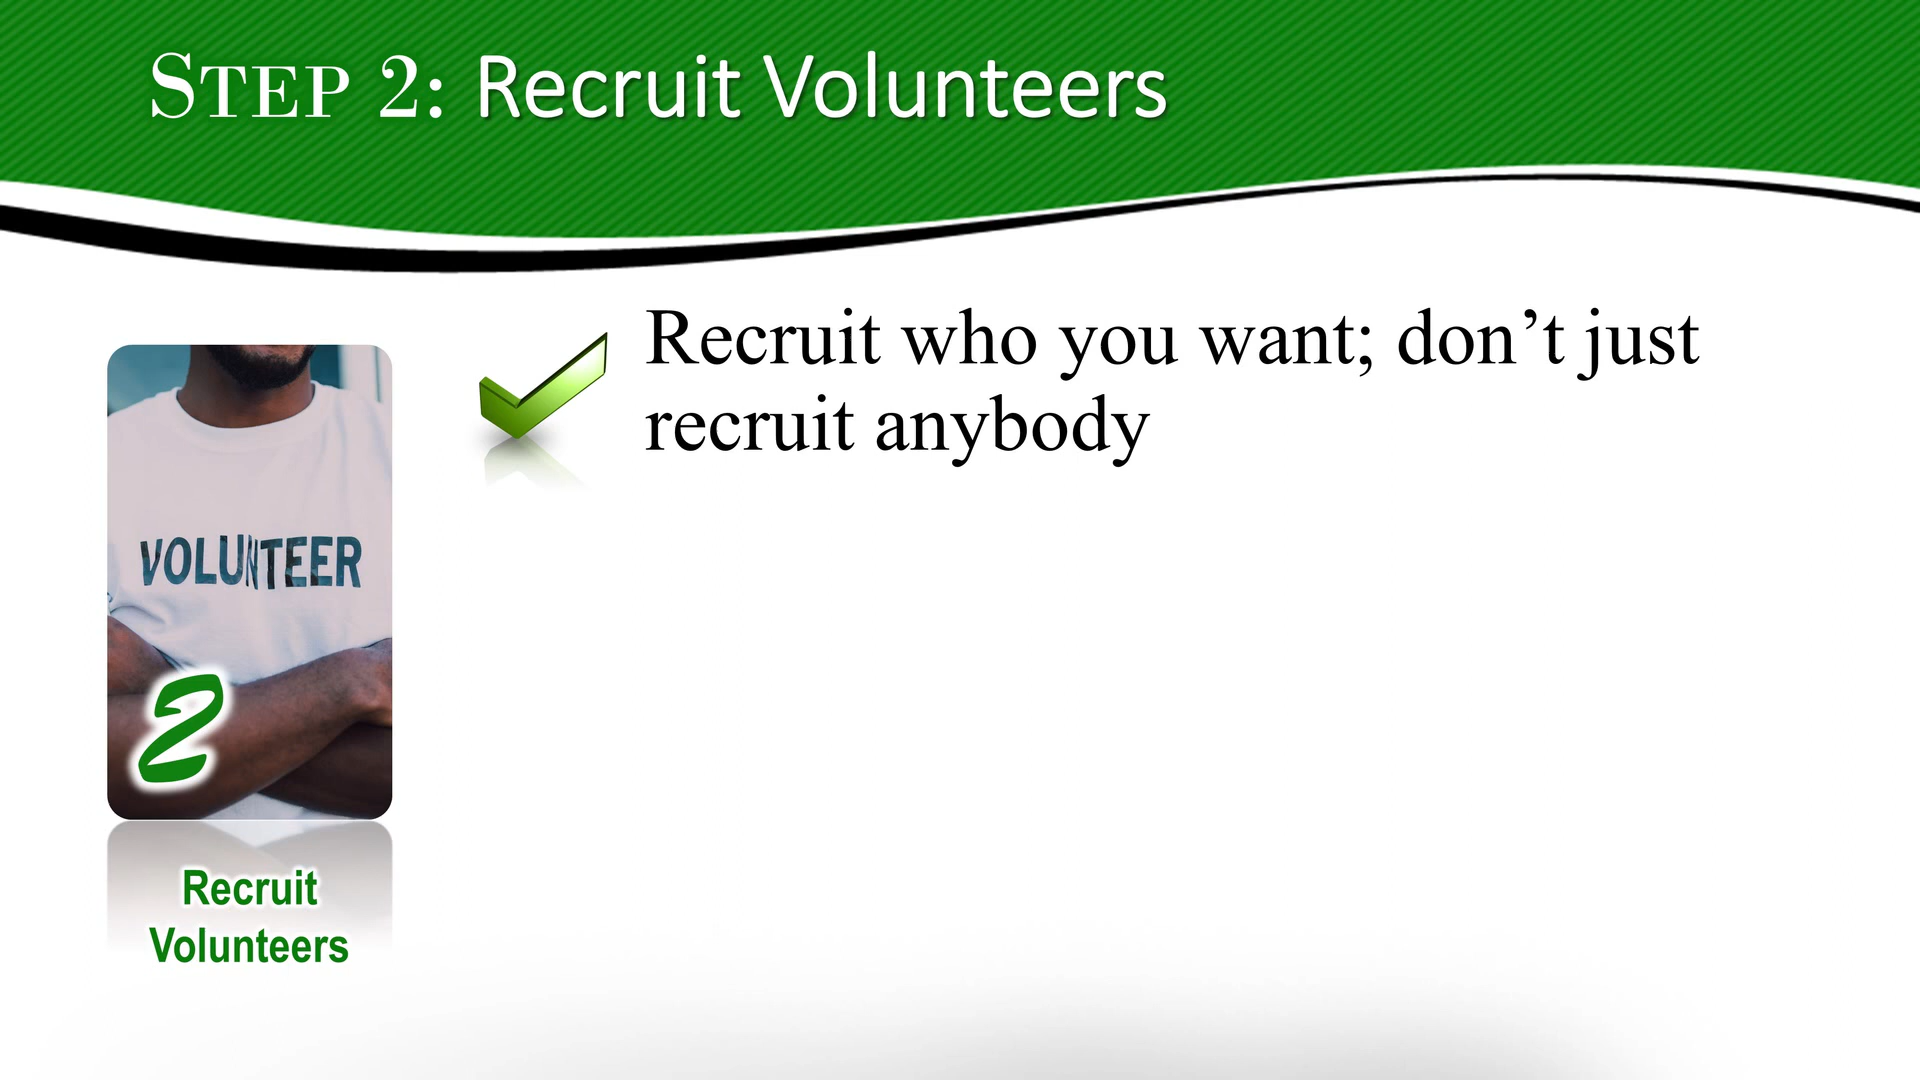 STEP 2: Recruit Volunteers
Recruit who you want; don’t just
recruit anybody
VOLUNTEER
2
Recruit
Volunteers